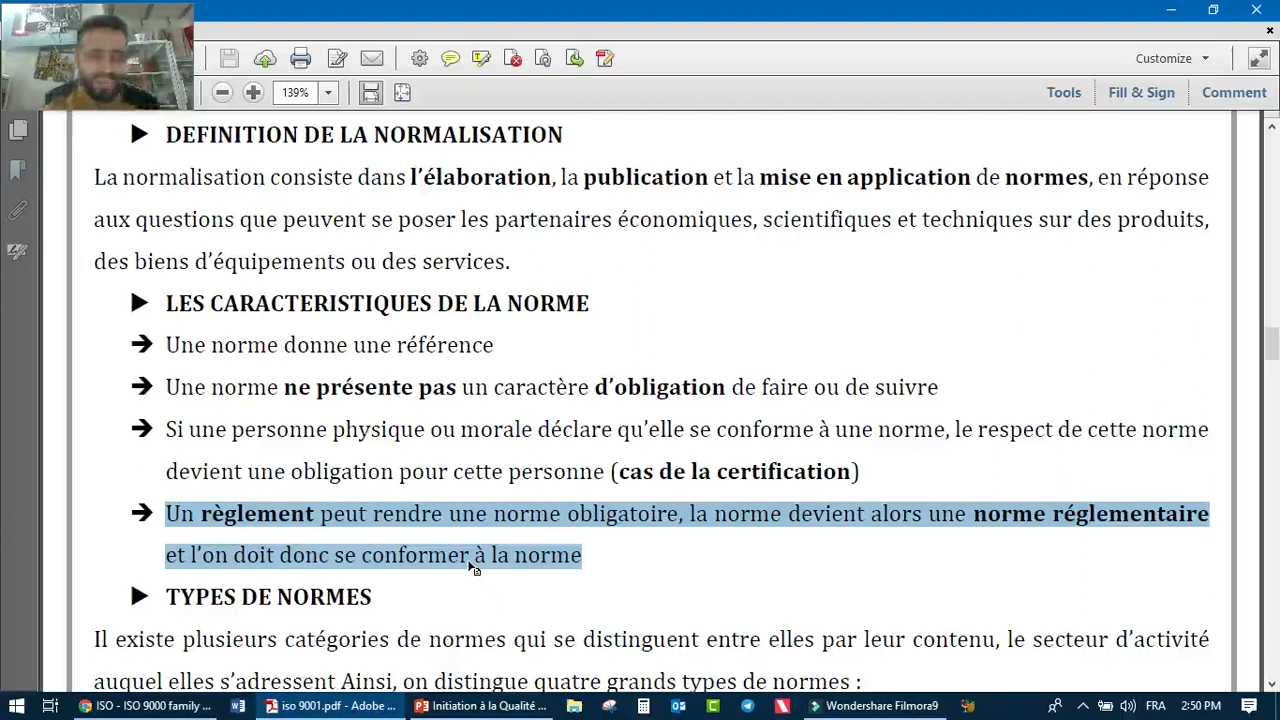 Customize
139%
Tools
Fill & Sign
Comment
DEFINITION DE LA NORMALISATION
La normalisation consiste dans l’élaboration, la publication et la mise en application de normes, en réponse
aux questions que peuvent se poser les partenaires économiques, scientifiques et techniques sur des produits,
des biens d’équipements ou des services.
LES CARACTERISTIQUES DE LA NORME
Une norme donne une référence
Une norme ne présente pas un caractère d’obligation de faire ou de suivre
Si une personne physique ou morale déclare qu’elle se conforme à une norme, le respect de cette norme
devient une obligation pour cette personne (cas de la certification)
Un règlement peut rendre une norme obligatoire, la norme devient alors une norme réglementaire
et l’on doit donc se conformer à la norme
TYPES DE NORMES
Il existe plusieurs catégories de normes qui se distinguent entre elles par leur contenu, le secteur d’activité
auquel elles s’adressent Ainsi, on distingue quatre grands types de normes :
ISO - ISO 9000 family ...
iso 9001.pdf - Adobe ...
Initiation à la Qualité ...
Wondershare Filmora9
FR
2:50 PM